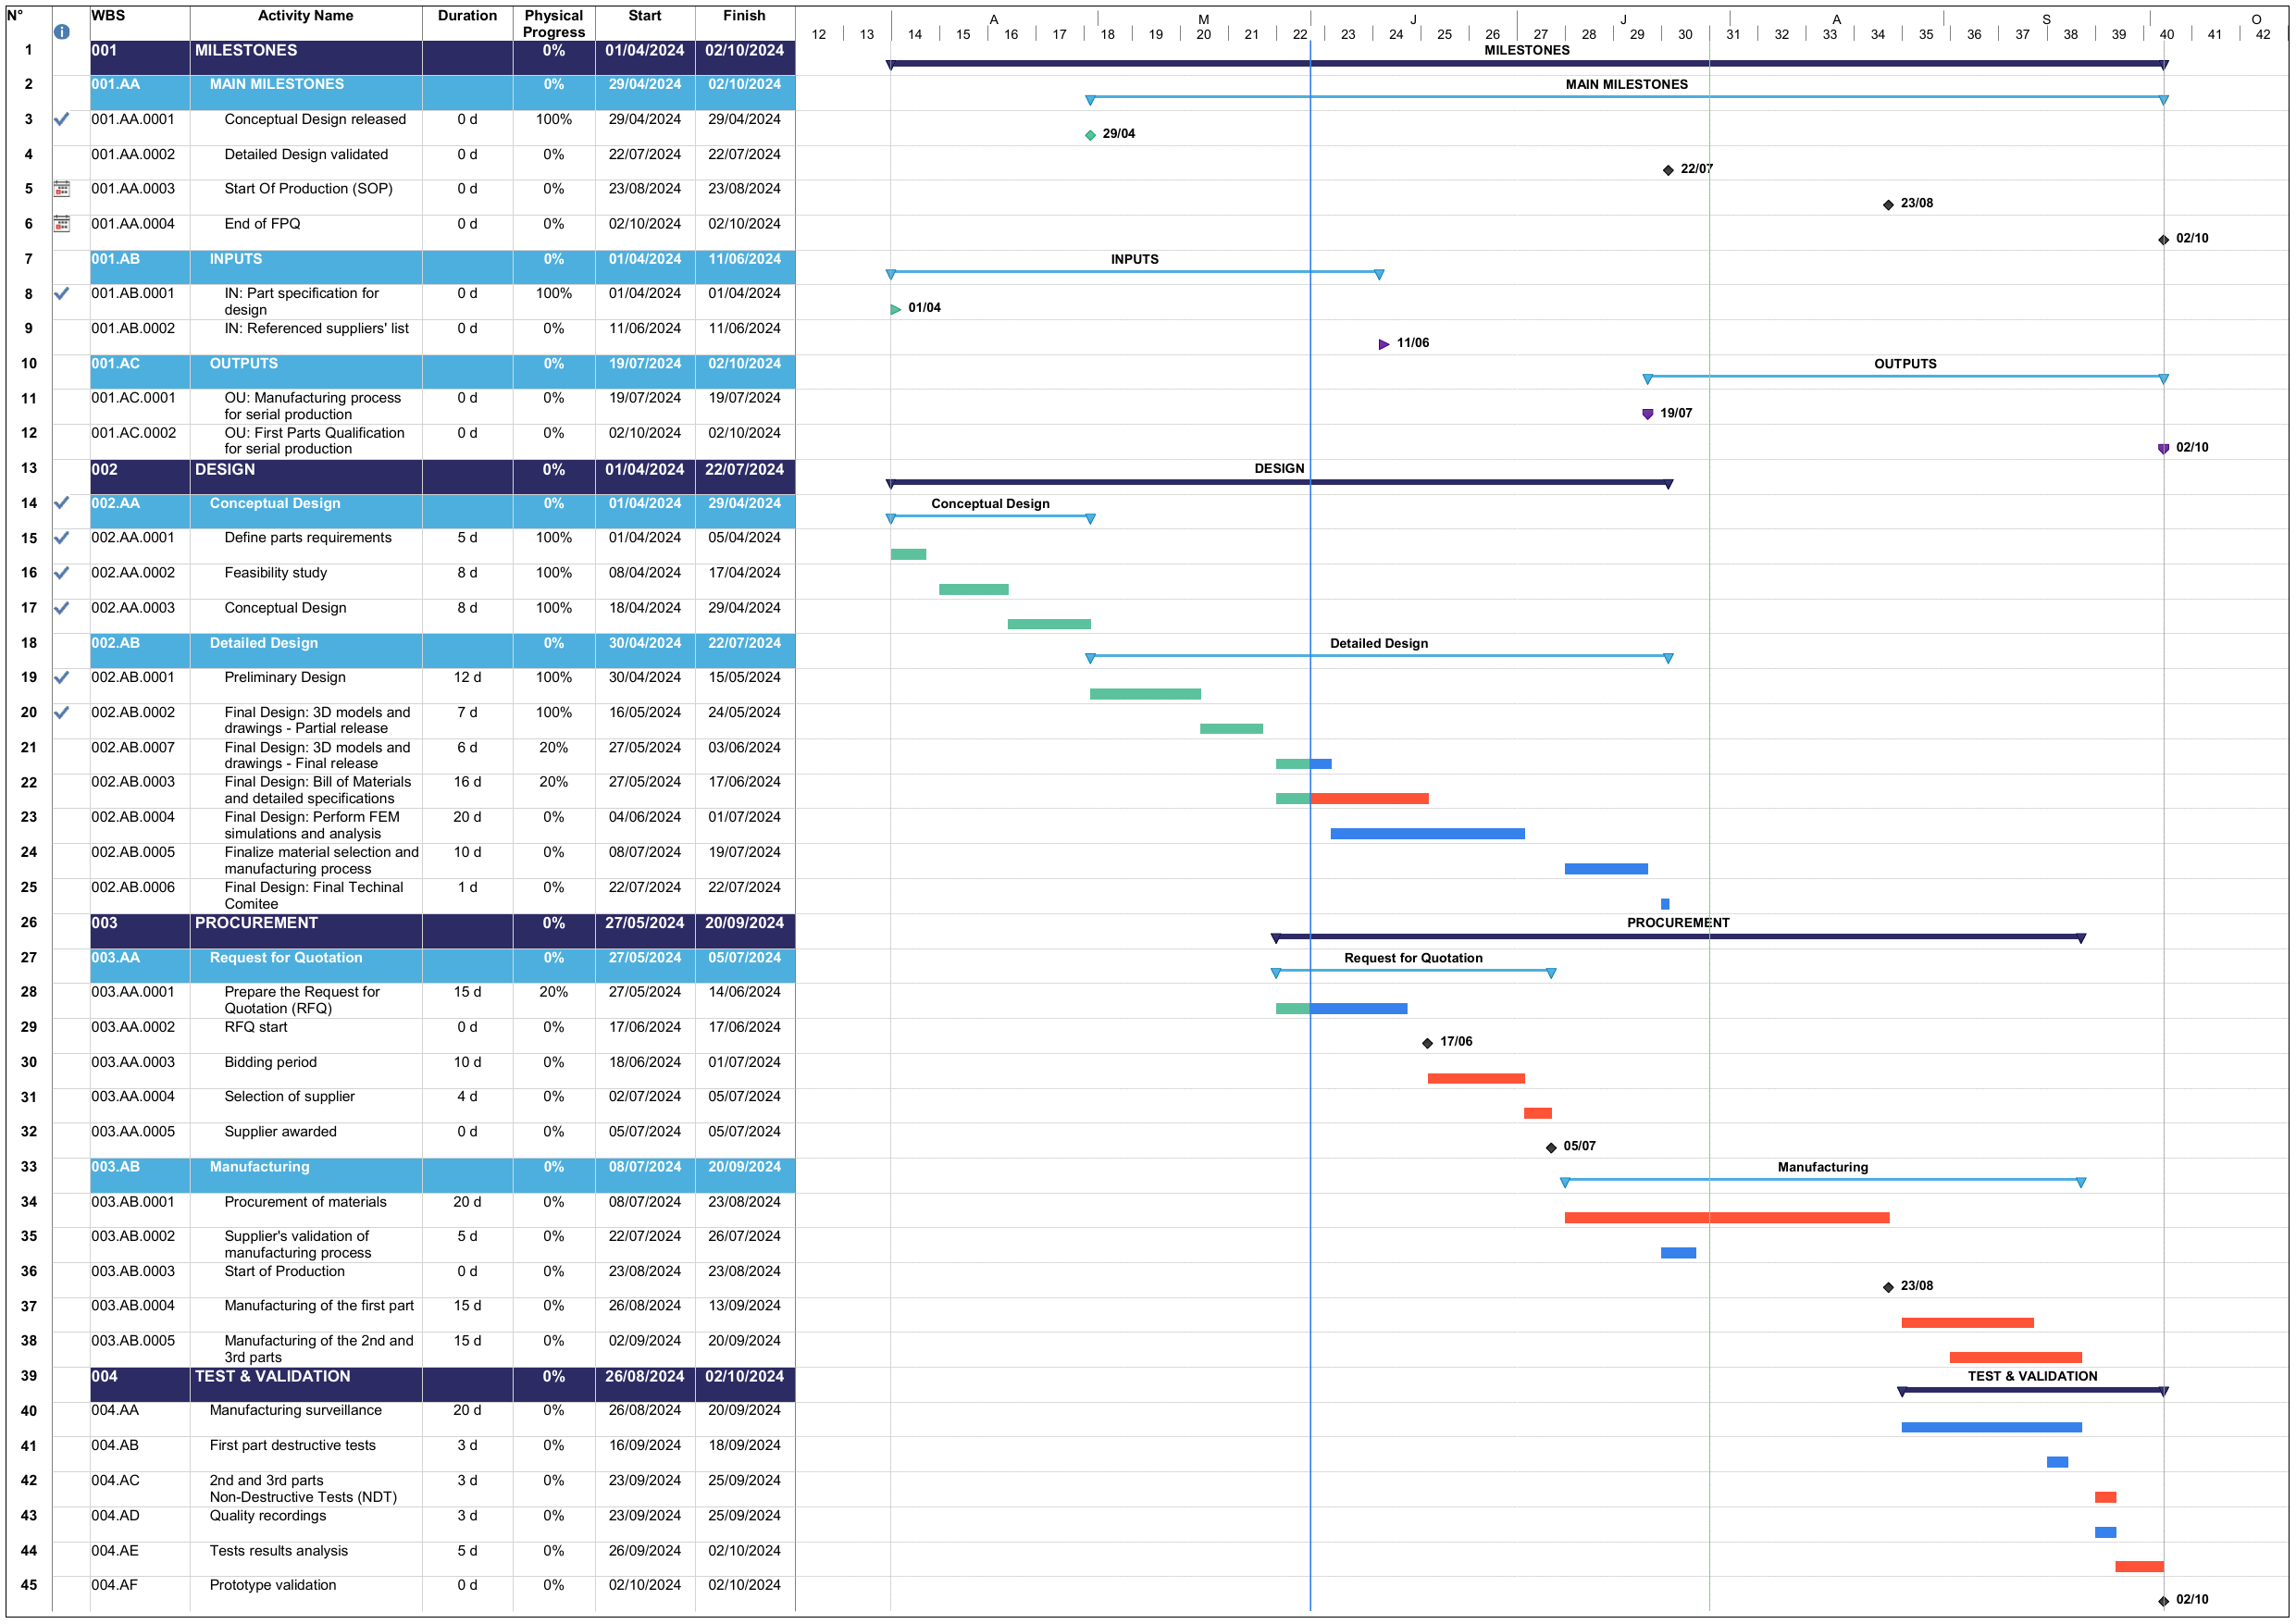 N° WBS Activity Name Duration Physical Progress Start Finish
A M J J A S O
12 13 14 15 16 17 18 19 20 21 22 23 24 25 26 27 28 29 30 31 32 33 34 35 36 37 38 39 40 41 42
1 001 MILESTONES 0% 01/04/2024 02/10/2024 MILESTONES
2 001.AA MAIN MILESTONES 0% 29/04/2024 02/10/2024 MAIN MILESTONES
3 001.AA.0001 Conceptual Design released 0 d 100% 29/04/2024 29/04/2024 29/04
4 001.AA.0002 Detailed Design validated 0 d 0% 22/07/2024 22/07/2024 22/07
5 001.AA.0003 Start Of Production (SOP) 0 d 0% 23/08/2024 23/08/2024 23/08
6 001.AA.0004 End of FPQ 0 d 0% 02/10/2024 02/10/2024 02/10
7 001.AB INPUTS 0% 01/04/2024 11/06/2024 INPUTS
8 001.AB.0001 IN: Part specification for 0 d 100% 01/04/2024 01/04/2024
design 01/04
9 001.AB.0002 IN: Referenced suppliers' list 0 d 0% 11/06/2024 11/06/2024 11/06
10 001.AC OUTPUTS 0% 19/07/2024 02/10/2024 OUTPUTS
11 001.AC.0001 OU: Manufacturing process 0 d 0% 19/07/2024 19/07/2024
for serial production 19/07
12 001.AC.0002 OU: First Parts Qualification 0 d 0% 02/10/2024 02/10/2024
for serial production 02/10
13 002 DESIGN 0% 01/04/2024 22/07/2024 DESIGN
14 002.AA Conceptual Design 0% 01/04/2024 29/04/2024 Conceptual Design
15 002.AA.0001 Define parts requirements 5 d 100% 01/04/2024 05/04/2024
16 002.AA.0002 Feasibility study 8 d 100% 08/04/2024 17/04/2024
17 002.AA.0003 Conceptual Design 8 d 100% 18/04/2024 29/04/2024
18 002.AB Detailed Design 0% 30/04/2024 22/07/2024 Detailed Design
19 002.AB.0001 Preliminary Design 12 d 100% 30/04/2024 15/05/2024
20 002.AB.0002 Final Design: 3D models and 7 d 100% 16/05/2024 24/05/2024
drawings - Partial release
21 002.AB.0007 Final Design: 3D models and 6 d 20% 27/05/2024 03/06/2024
drawings - Final release
22 002.AB.0003 Final Design: Bill of Materials 16 d 20% 27/05/2024 17/06/2024
and detailed specifications
23 002.AB.0004 Final Design: Perform FEM 20 d 0% 04/06/2024 01/07/2024
simulations and analysis
24 002.AB.0005 Finalize material selection and 10 d 0% 08/07/2024 19/07/2024
manufacturing process
25 002.AB.0006 Final Design: Final Techinal 1 d 0% 22/07/2024 22/07/2024
Comitee
26 003 PROCUREMENT 0% 27/05/2024 20/09/2024 PROCUREMENT
27 003.AA Request for Quotation 0% 27/05/2024 05/07/2024 Request for Quotation
28 003.AA.0001 Prepare the Request for 15 d 20% 27/05/2024 14/06/2024
Quotation (RFQ)
29 003.AA.0002 RFQ start 0 d 0% 17/06/2024 17/06/2024 17/06
30 003.AA.0003 Bidding period 10 d 0% 18/06/2024 01/07/2024
31 003.AA.0004 Selection of supplier 4 d 0% 02/07/2024 05/07/2024
32 003.AA.0005 Supplier awarded 0 d 0% 05/07/2024 05/07/2024 05/07
33 003.AB Manufacturing 0% 08/07/2024 20/09/2024 Manufacturing
34 003.AB.0001 Procurement of materials 20 d 0% 08/07/2024 23/08/2024
35 003.AB.0002 Supplier's validation of 5 d 0% 22/07/2024 26/07/2024
manufacturing process
36 003.AB.0003 Start of Production 0 d 0% 23/08/2024 23/08/2024 23/08
37 003.AB.0004 Manufacturing of the first part 15 d 0% 26/08/2024 13/09/2024
38 003.AB.0005 Manufacturing of the 2nd and 15 d 0% 02/09/2024 20/09/2024
3rd parts
39 004 TEST & VALIDATION 0% 26/08/2024 02/10/2024 TEST & VALIDATION
40 004.AA Manufacturing surveillance 20 d 0% 26/08/2024 20/09/2024
41 004.AB First part destructive tests 3 d 0% 16/09/2024 18/09/2024
42 004.AC 2nd and 3rd parts 3 d 0% 23/09/2024 25/09/2024
Non-Destructive Tests (NDT)
43 004.AD Quality recordings 3 d 0% 23/09/2024 25/09/2024
44 004.AE Tests results analysis 5 d 0% 26/09/2024 02/10/2024
45 004.AF Prototype validation 0 d 0% 02/10/2024 02/10/2024 02/10